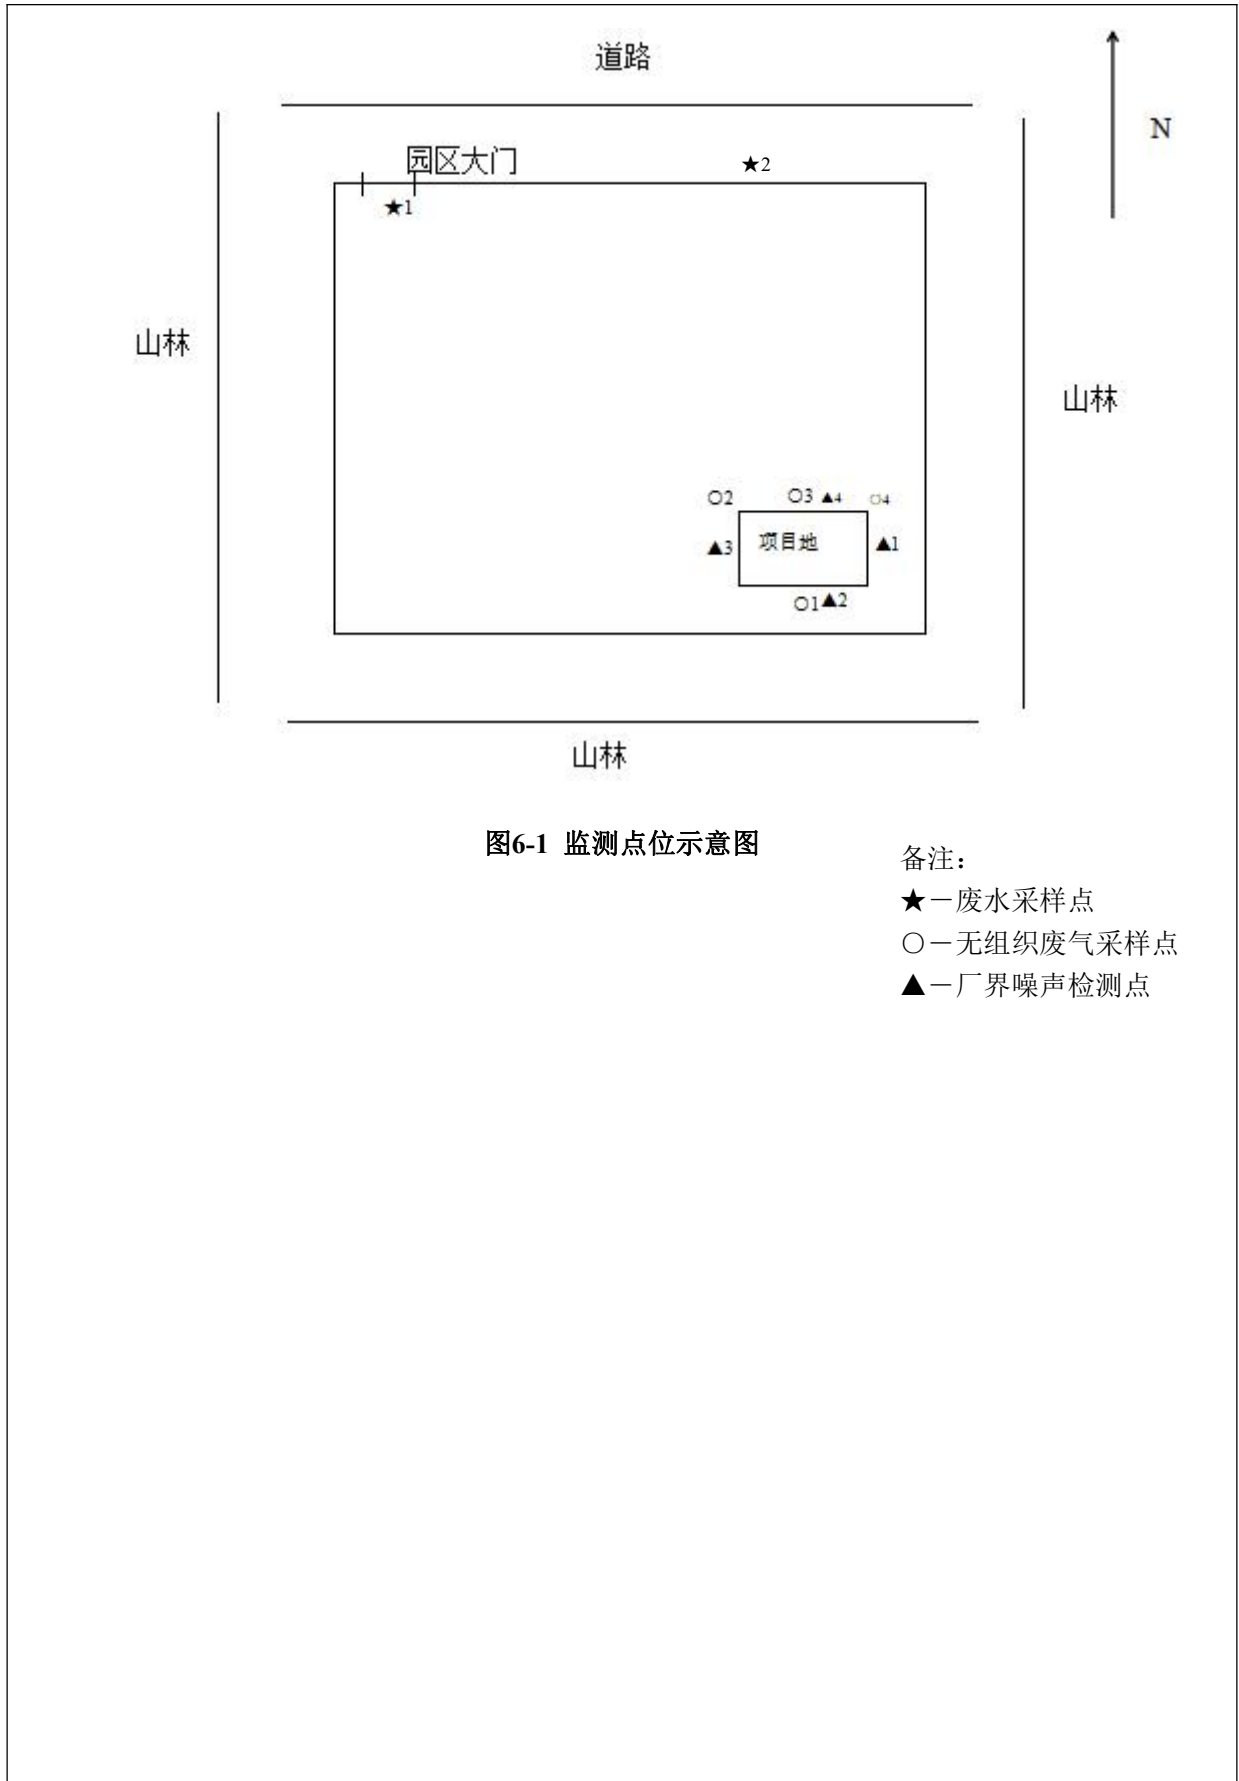 道路
N
园区大门
★2
★1
山林
山林
○2
○3 ▲4
○4
▲3
项目地
▲1
○1▲2
山林
图6-1 监测点位示意图
备注：
★－废水采样点
○－无组织废气采样点
▲－厂界噪声检测点